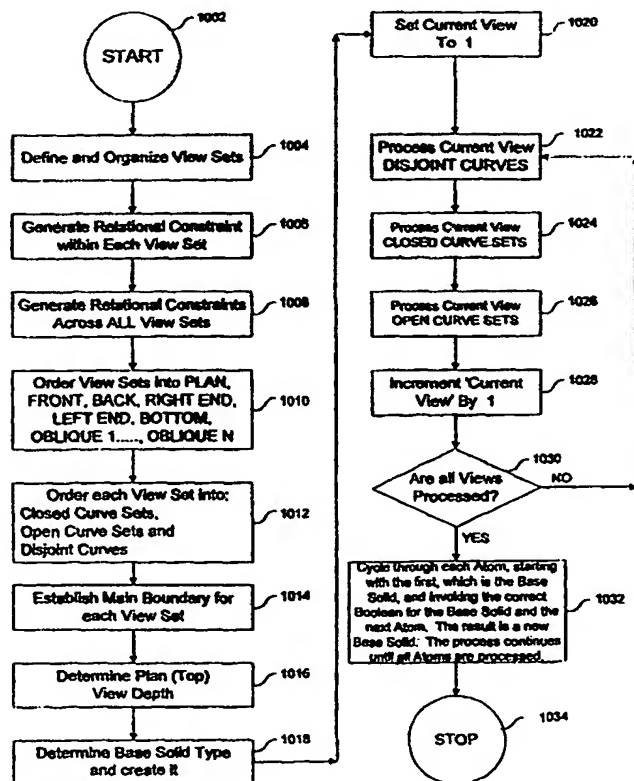 1002
START
Define and Organize View Sets
1004
Generate Relational Constraint
within Each View Set
1006
Generate Relational Constraints
Across ALL View Sets
1008
Order View Sets into PLAN,
FRONT, BACK, RIGHT END,
LEFT END, BOTTOM,
OBLIQUE 1....., OBLIQUE N
1010
Order each View Set into:
Closed Curve Sets,
Open Curve Sets and
Disjoint Curves
1012
Establish Main Boundary for
each View Set
1014
Determine Plan (Top)
View Depth
1016
Determine Base Solid Type
and create it
1018
Set Current View
To 1
1020
Process Current View
DISJOINT CURVES
1022
Process Current View
CLOSED CURVE SETS
1024
Process Current View
OPEN CURVE SETS
1026
Increment 'Current
View' By 1
1028
Are all Views
Processed?
1030
NO
YES
Cycle through each Atom, starting
with the first, which is the Base
Solid, and invoking the correct
Boolean for the Base Solid and the
next Atom. The result is a new
Base Solid. The process continues
until all Atoms are processed.
1032
STOP
1034